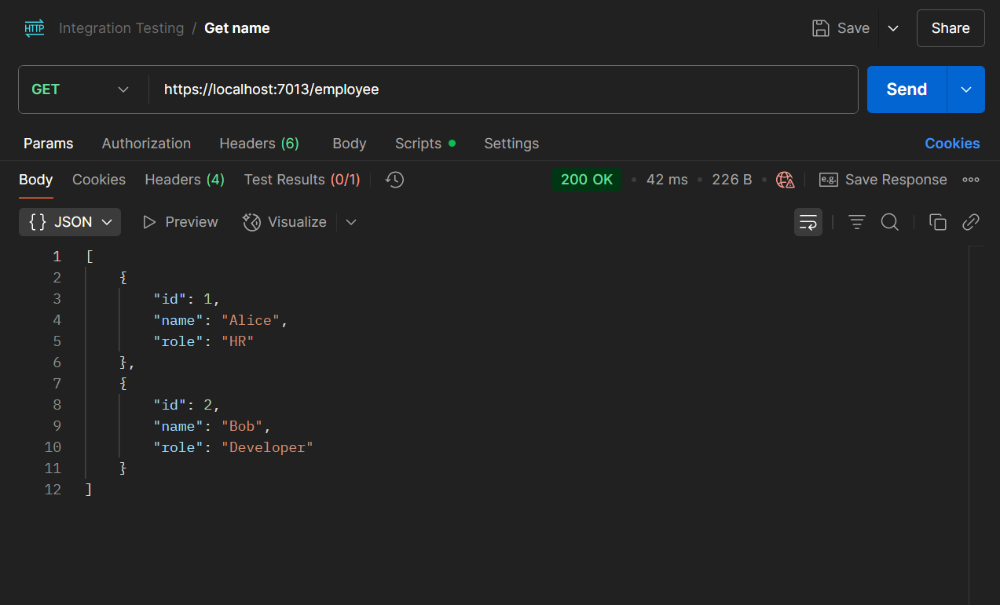 HTTP Integration Testing / Get name Save Share
GET https://localhost:7013/employee Send
Params Authorization Headers (6) Body Scripts Settings Cookies
Body Cookies Headers (4) Test Results (0/1) 200 OK • 42 ms • 226 B • e.g. Save Response
{} JSON Preview Visualize
1 [
2 {
3 "id": 1,
4 "name": "Alice",
5 "role": "HR"
6 },
7 {
8 "id": 2,
9 "name": "Bob",
10 "role": "Developer"
11 }
12 ]